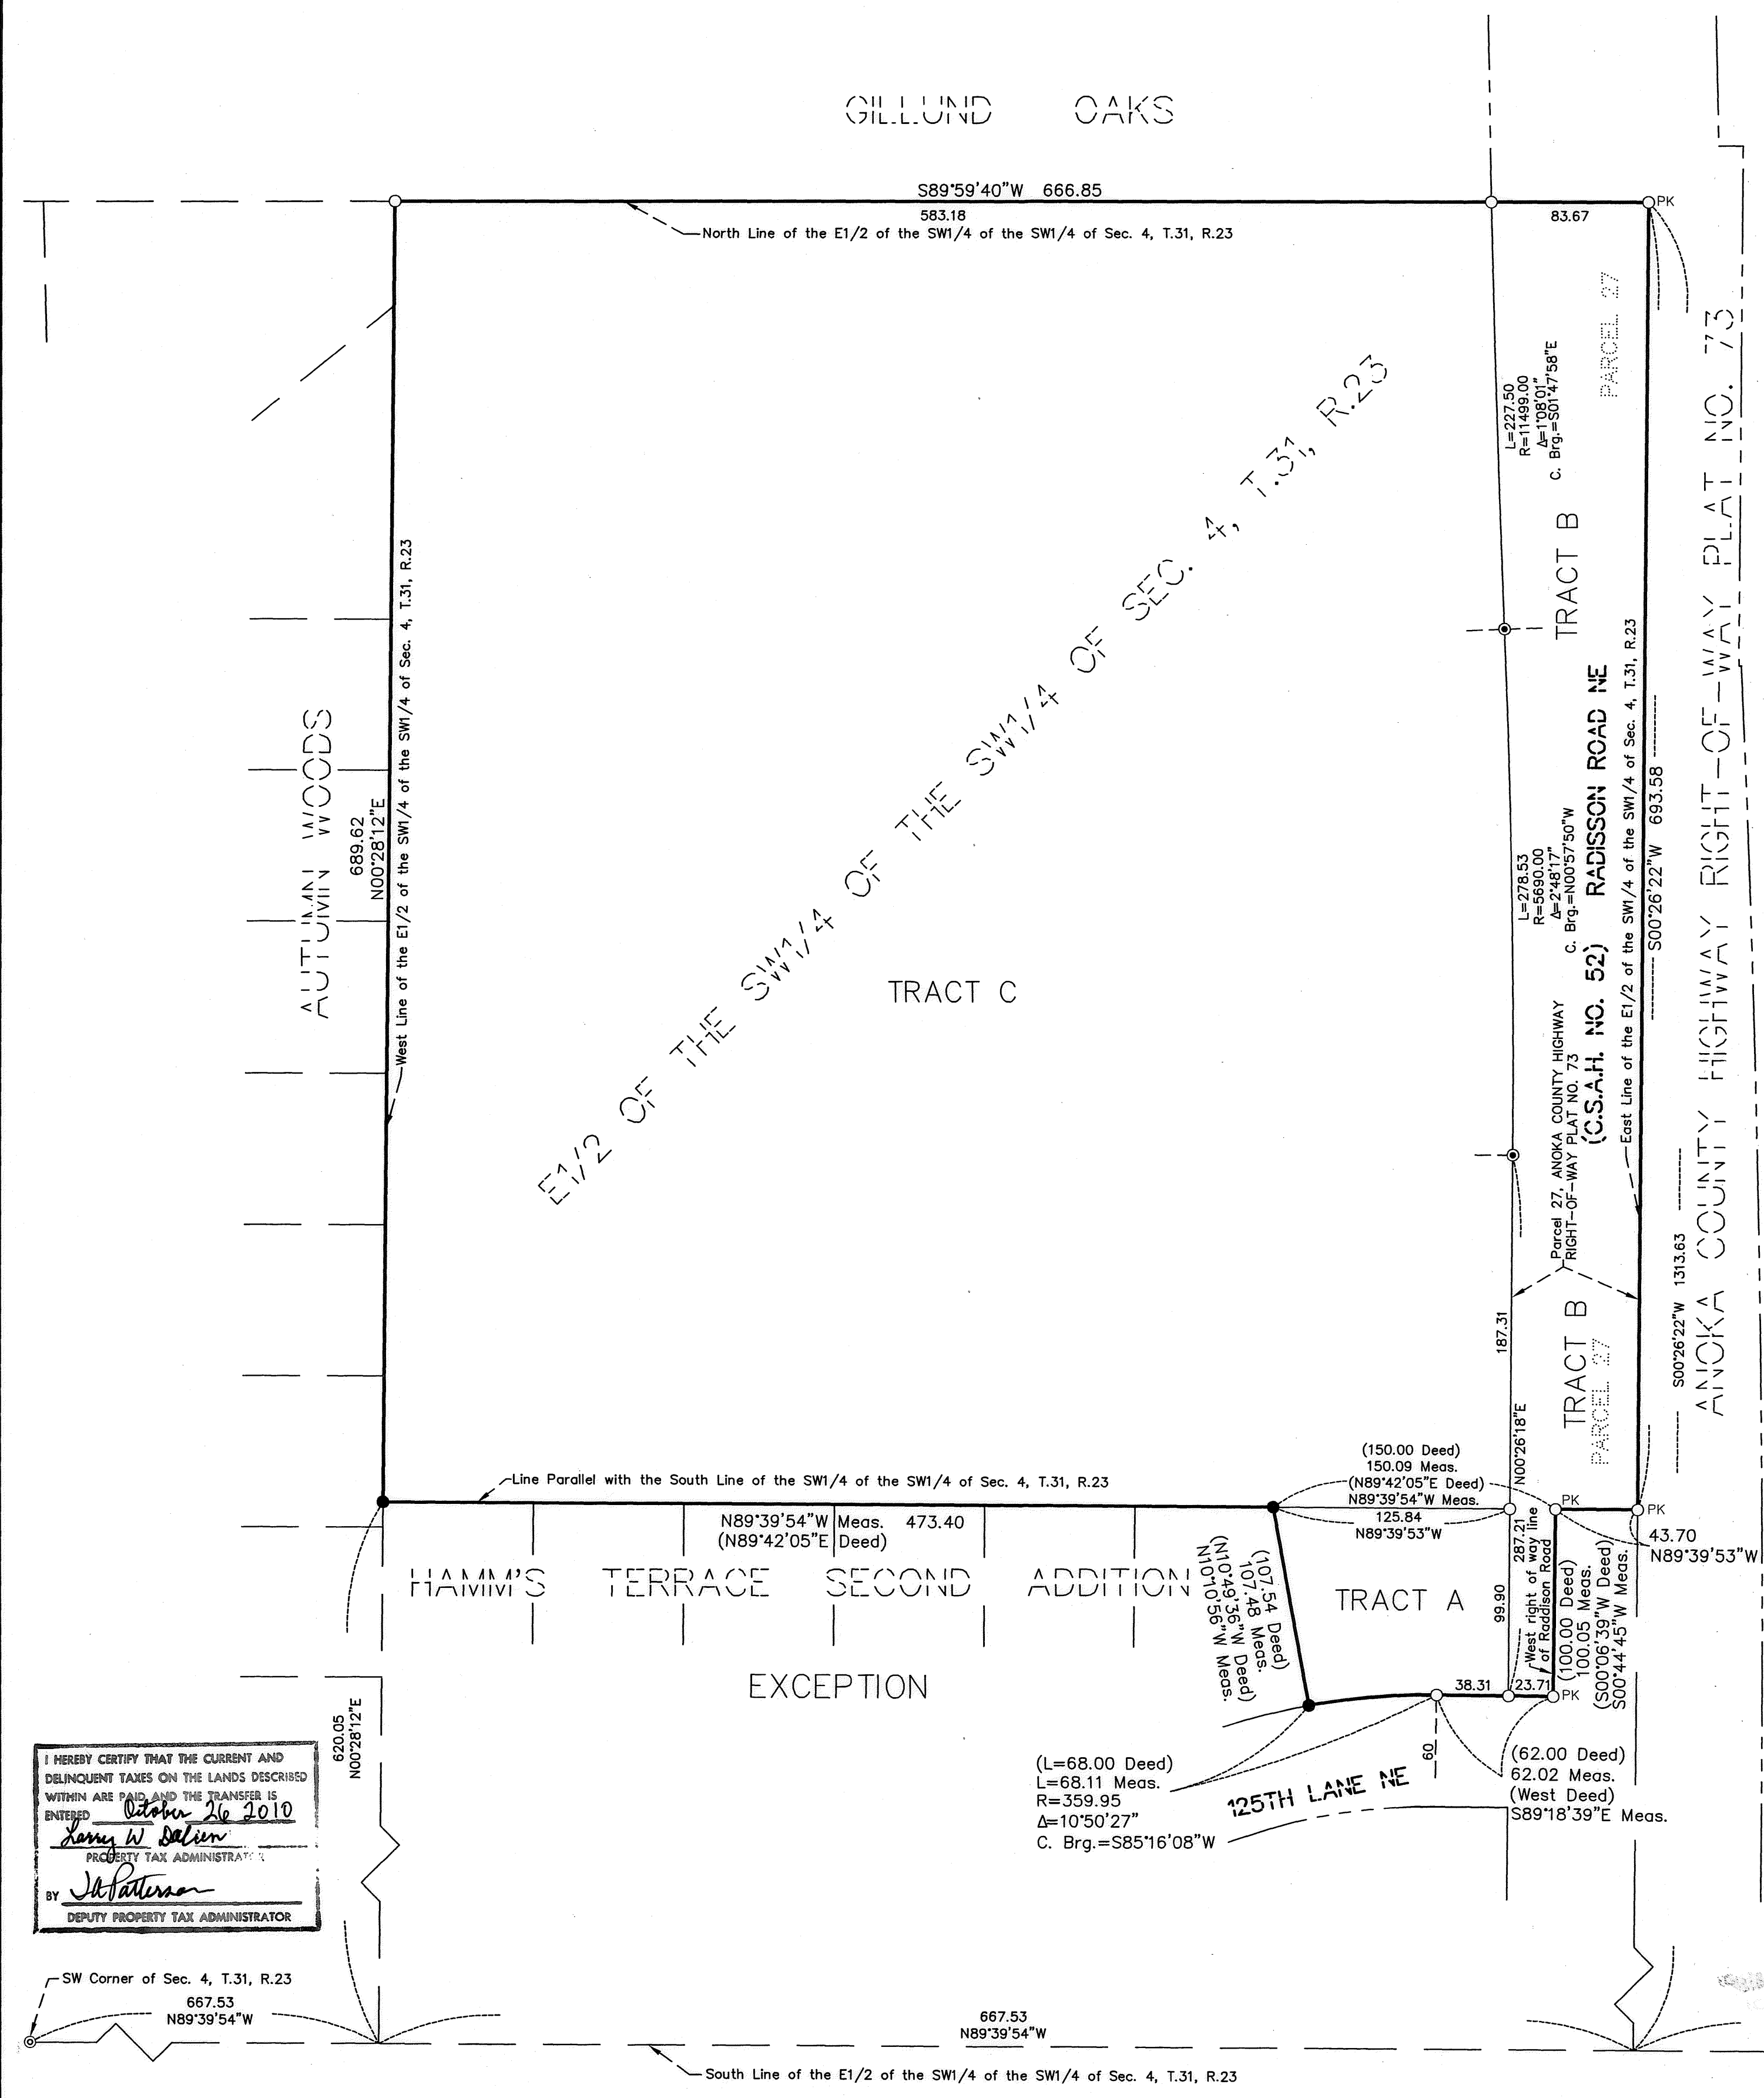 GILLUND OAKS
S89°59'40"W 666.85
583.18
83.67
PK
North Line of the E1/2 of the SW1/4 of the SW1/4 of Sec. 4, T.31, R.23
PARCEL 27
L=227.50
R=11499.00
Δ=1°08'01"
C. Brg.=S01°47'58"E
TRACT B
ANOKA COUNTY HIGHWAY RIGHT-OF-WAY PLAT NO. 73
E1/2 OF THE SW1/4 OF THE SW1/4 OF SEC. 4, T.31, R.23
AUTUMN WOODS
689.62
N00°28'12"E
West Line of the E1/2 of the SW1/4 of the SW1/4 of Sec. 4, T.31, R.23
TRACT C
L=278.53
R=5690.00
Δ=2°48'17"
C. Brg.=N00°57'50"W
(C.S.A.H. NO. 52) RADISSON ROAD NE
East Line of the E1/2 of the SW1/4 of the SW1/4 of Sec. 4, T.31, R.23
S00°26'22"W 693.58
Parcel 27, ANOKA COUNTY HIGHWAY
RIGHT-OF-WAY PLAT NO. 73
S00°26'22"W 1313.63
187.31
TRACT B
PARCEL 27
N00°26'18"E
287.21
Line Parallel with the South Line of the SW1/4 of the SW1/4 of Sec. 4, T.31, R.23
(150.00 Deed)
150.09 Meas.
(N89°42'05"E Deed)
N89°39'54"W Meas.
125.84
N89°39'53"W
PK
PK
43.70
N89°39'53"W
N89°39'54"W Meas. 473.40
(N89°42'05"E Deed)
HAMM'S TERRACE SECOND ADDITION
(107.54 Deed)
107.48 Meas.
(N10°49'36"W Deed)
N10°10'56"W Meas.
TRACT A
99.90
West right of way line
of Raddison Road
(100.00 Deed)
100.05 Meas.
(S00°06'39"W Deed)
S00°44'45"W Meas.
EXCEPTION
38.31
23.71
PK
60
(L=68.00 Deed)
L=68.11 Meas.
R=359.95
Δ=10°50'27"
C. Brg.=S85°16'08"W
125TH LANE NE
(62.00 Deed)
62.02 Meas.
(West Deed)
S89°18'39"E Meas.
620.05
N00°28'12"E
I HEREBY CERTIFY THAT THE CURRENT AND
DELINQUENT TAXES ON THE LANDS DESCRIBED
WITHIN ARE PAID AND THE TRANSFER IS
ENTERED October 26 2010
Larry W Dalien
PROPERTY TAX ADMINISTRATOR
BY JA Patterson
DEPUTY PROPERTY TAX ADMINISTRATOR
SW Corner of Sec. 4, T.31, R.23
667.53
N89°39'54"W
667.53
N89°39'54"W
South Line of the E1/2 of the SW1/4 of the SW1/4 of Sec. 4, T.31, R.23